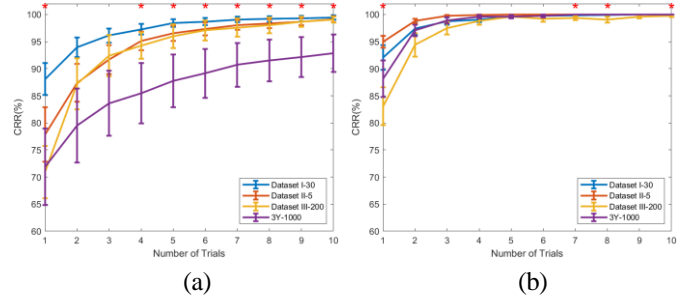 * * * * * * * *
100
95
90
85
80
75
70
65
60
CRR(%)
1 2 3 4 5 6 7 8 9 10
Number of Trials
Dataset I-30
Dataset II-5
Dataset III-200
3Y-1000
(a)
* * * * *
100
95
90
85
80
75
70
65
60
CRR(%)
1 2 3 4 5 6 7 8 9 10
Number of Trials
Dataset I-30
Dataset II-5
Dataset III-200
3Y-1000
(b)